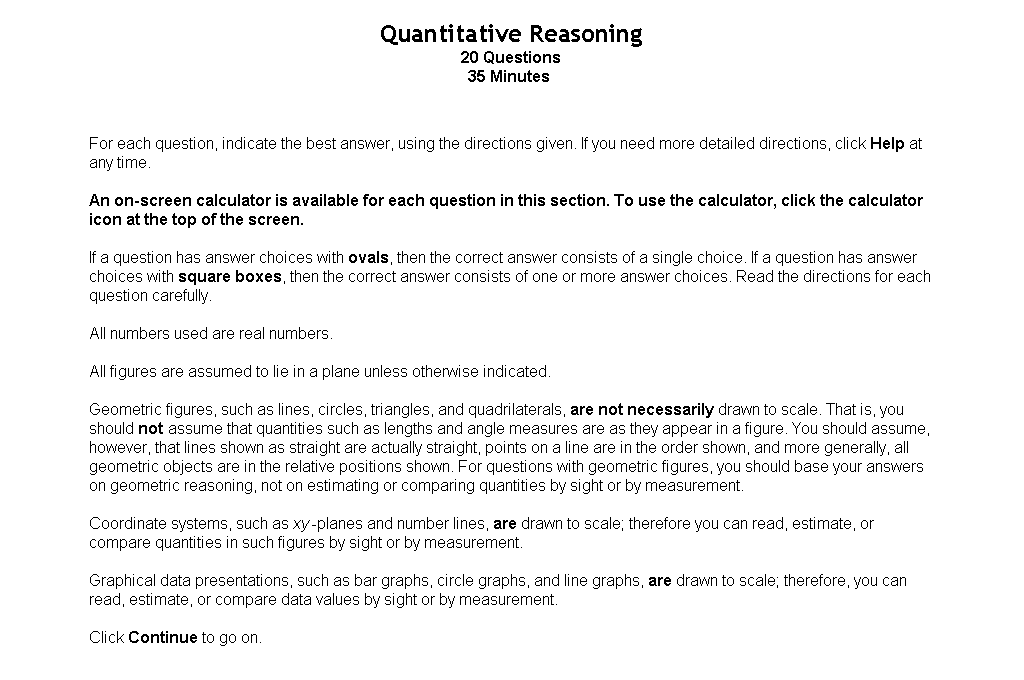 Quantitative Reasoning
20 Questions
35 Minutes
For each question, indicate the best answer, using the directions given. If you need more detailed directions, click Help at
any time.
An on-screen calculator is available for each question in this section. To use the calculator, click the calculator
icon at the top of the screen.
If a question has answer choices with ovals, then the correct answer consists of a single choice. If a question has answer
choices with square boxes, then the correct answer consists of one or more answer choices. Read the directions for each
question carefully.
All numbers used are real numbers.
All figures are assumed to lie in a plane unless otherwise indicated.
Geometric figures, such as lines, circles, triangles, and quadrilaterals, are not necessarily drawn to scale. That is, you
should not assume that quantities such as lengths and angle measures are as they appear in a figure. You should assume,
however, that lines shown as straight are actually straight, points on a line are in the order shown, and more generally, all
geometric objects are in the relative positions shown. For questions with geometric figures, you should base your answers
on geometric reasoning, not on estimating or comparing quantities by sight or by measurement.
Coordinate systems, such as xy-planes and number lines, are drawn to scale; therefore you can read, estimate, or
compare quantities in such figures by sight or by measurement.
Graphical data presentations, such as bar graphs, circle graphs, and line graphs, are drawn to scale; therefore, you can
read, estimate, or compare data values by sight or by measurement.
Click Continue to go on.